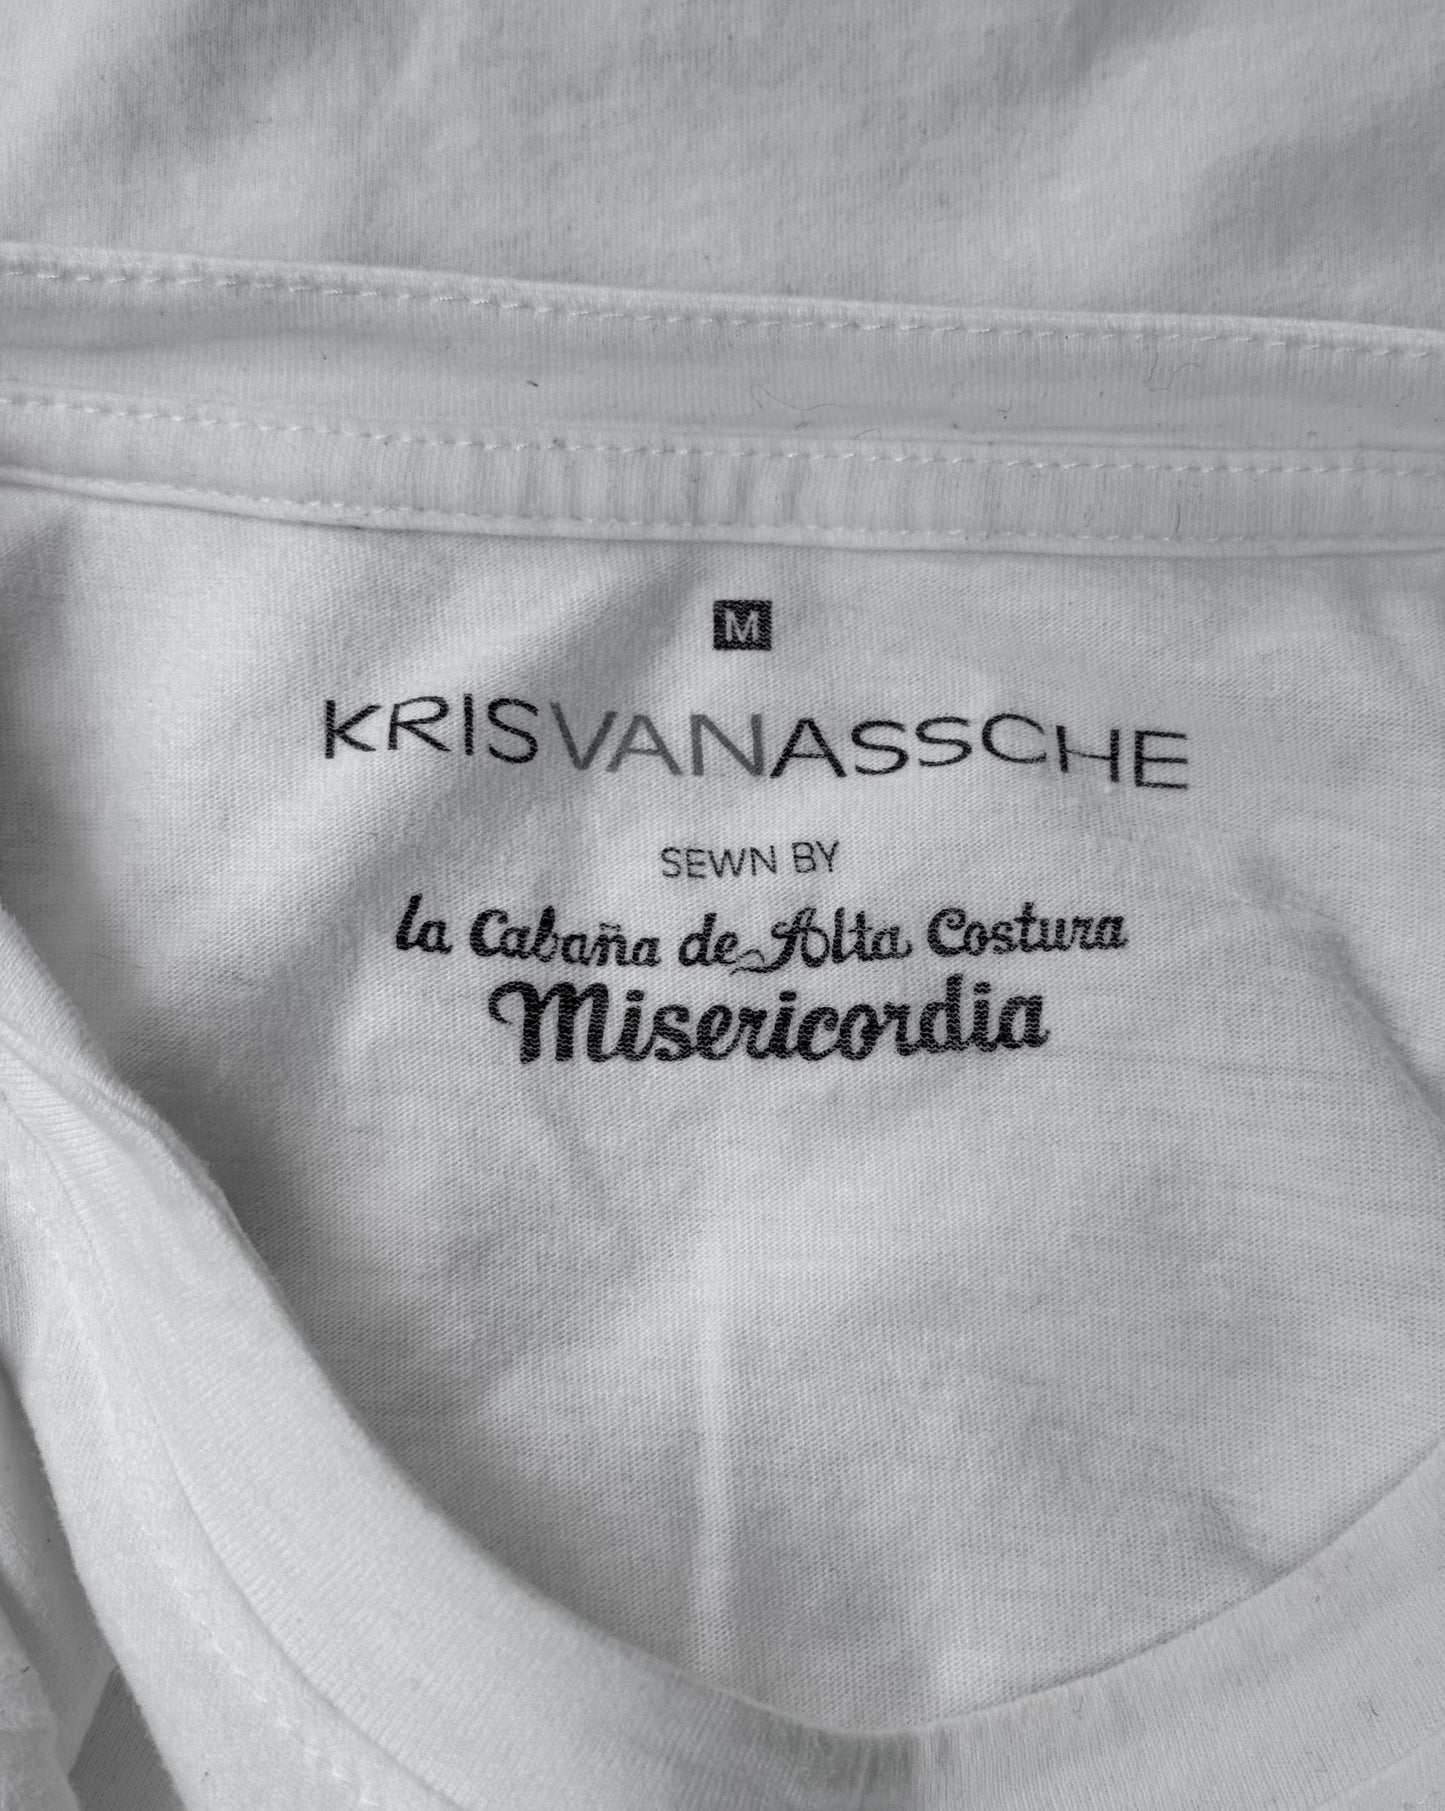 M
KRISVANASSCHE
SEWN BY
la Cabaña de Alta Costura
Misericordia